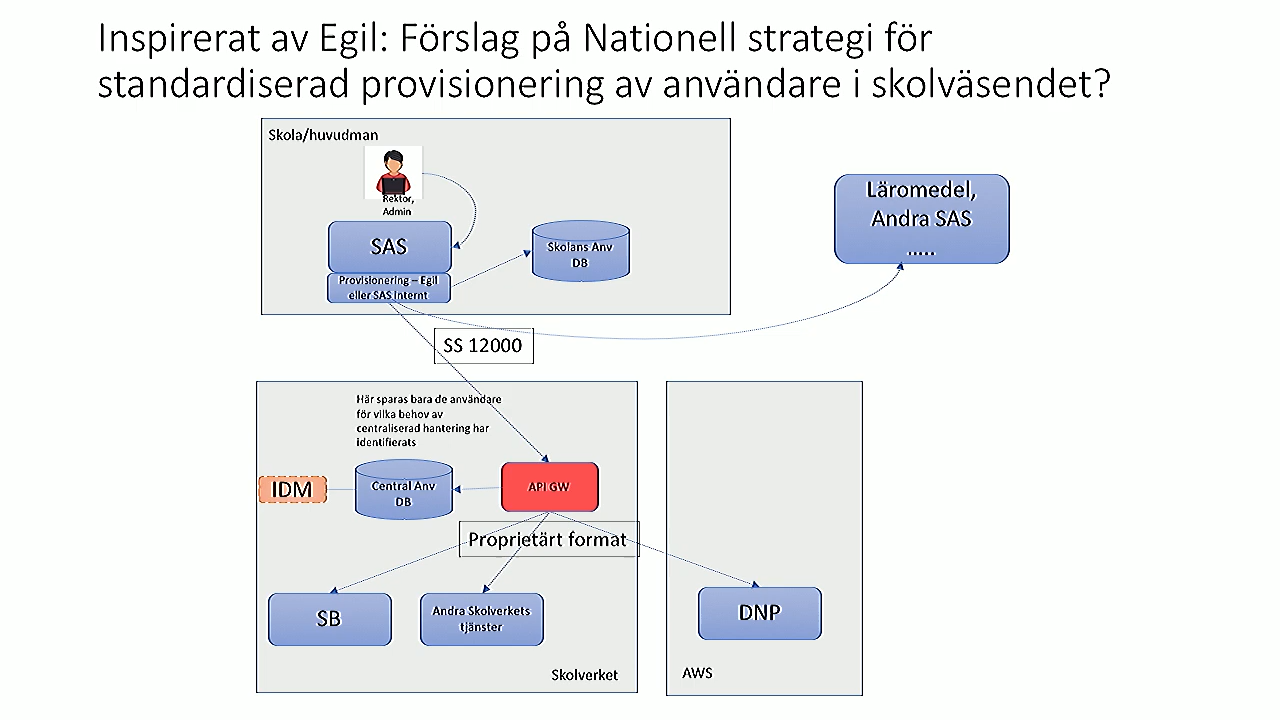 Inspirerat av Egil: Förslag på Nationell strategi för
standardiserad provisionering av användare i skolväsendet?
Skola/huvudman
Rektor,
Admin
SAS
Provisionering – Egil
eller SAS internt
Skolans Anv
DB
Läromedel,
Andra SAS
.....
SS 12000
Här sparas bara de användare
för vilka behov av
centraliserad hantering har
identifierats
IDM
Central Anv
DB
API GW
Proprietärt format
SB
Andra Skolverkets
tjänster
DNP
Skolverket
AWS